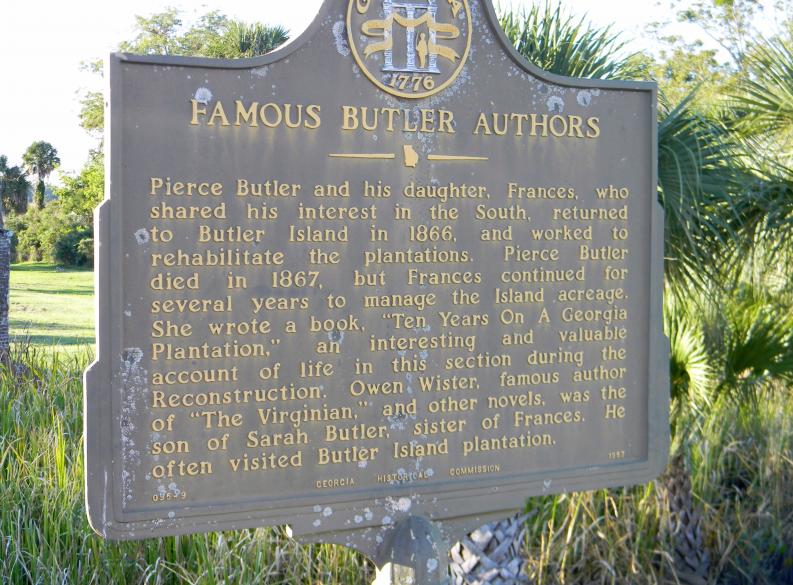 1776
FAMOUS BUTLER AUTHORS
Pierce Butler and his daughter, Frances, who
shared his interest in the South, returned
to Butler Island in 1866, and worked to
rehabilitate the plantations. Pierce Butler
died in 1867, but Frances continued for
several years to manage the Island acreage.
She wrote a book, "Ten Years On A Georgia
Plantation," an interesting and valuable
account of life in this section during the
Reconstruction. Owen Wister, famous author
of "The Virginian," and other novels, was the
son of Sarah Butler, sister of Frances. He
often visited Butler Island plantation.
GEORGIA HISTORICAL COMMISSION
1957